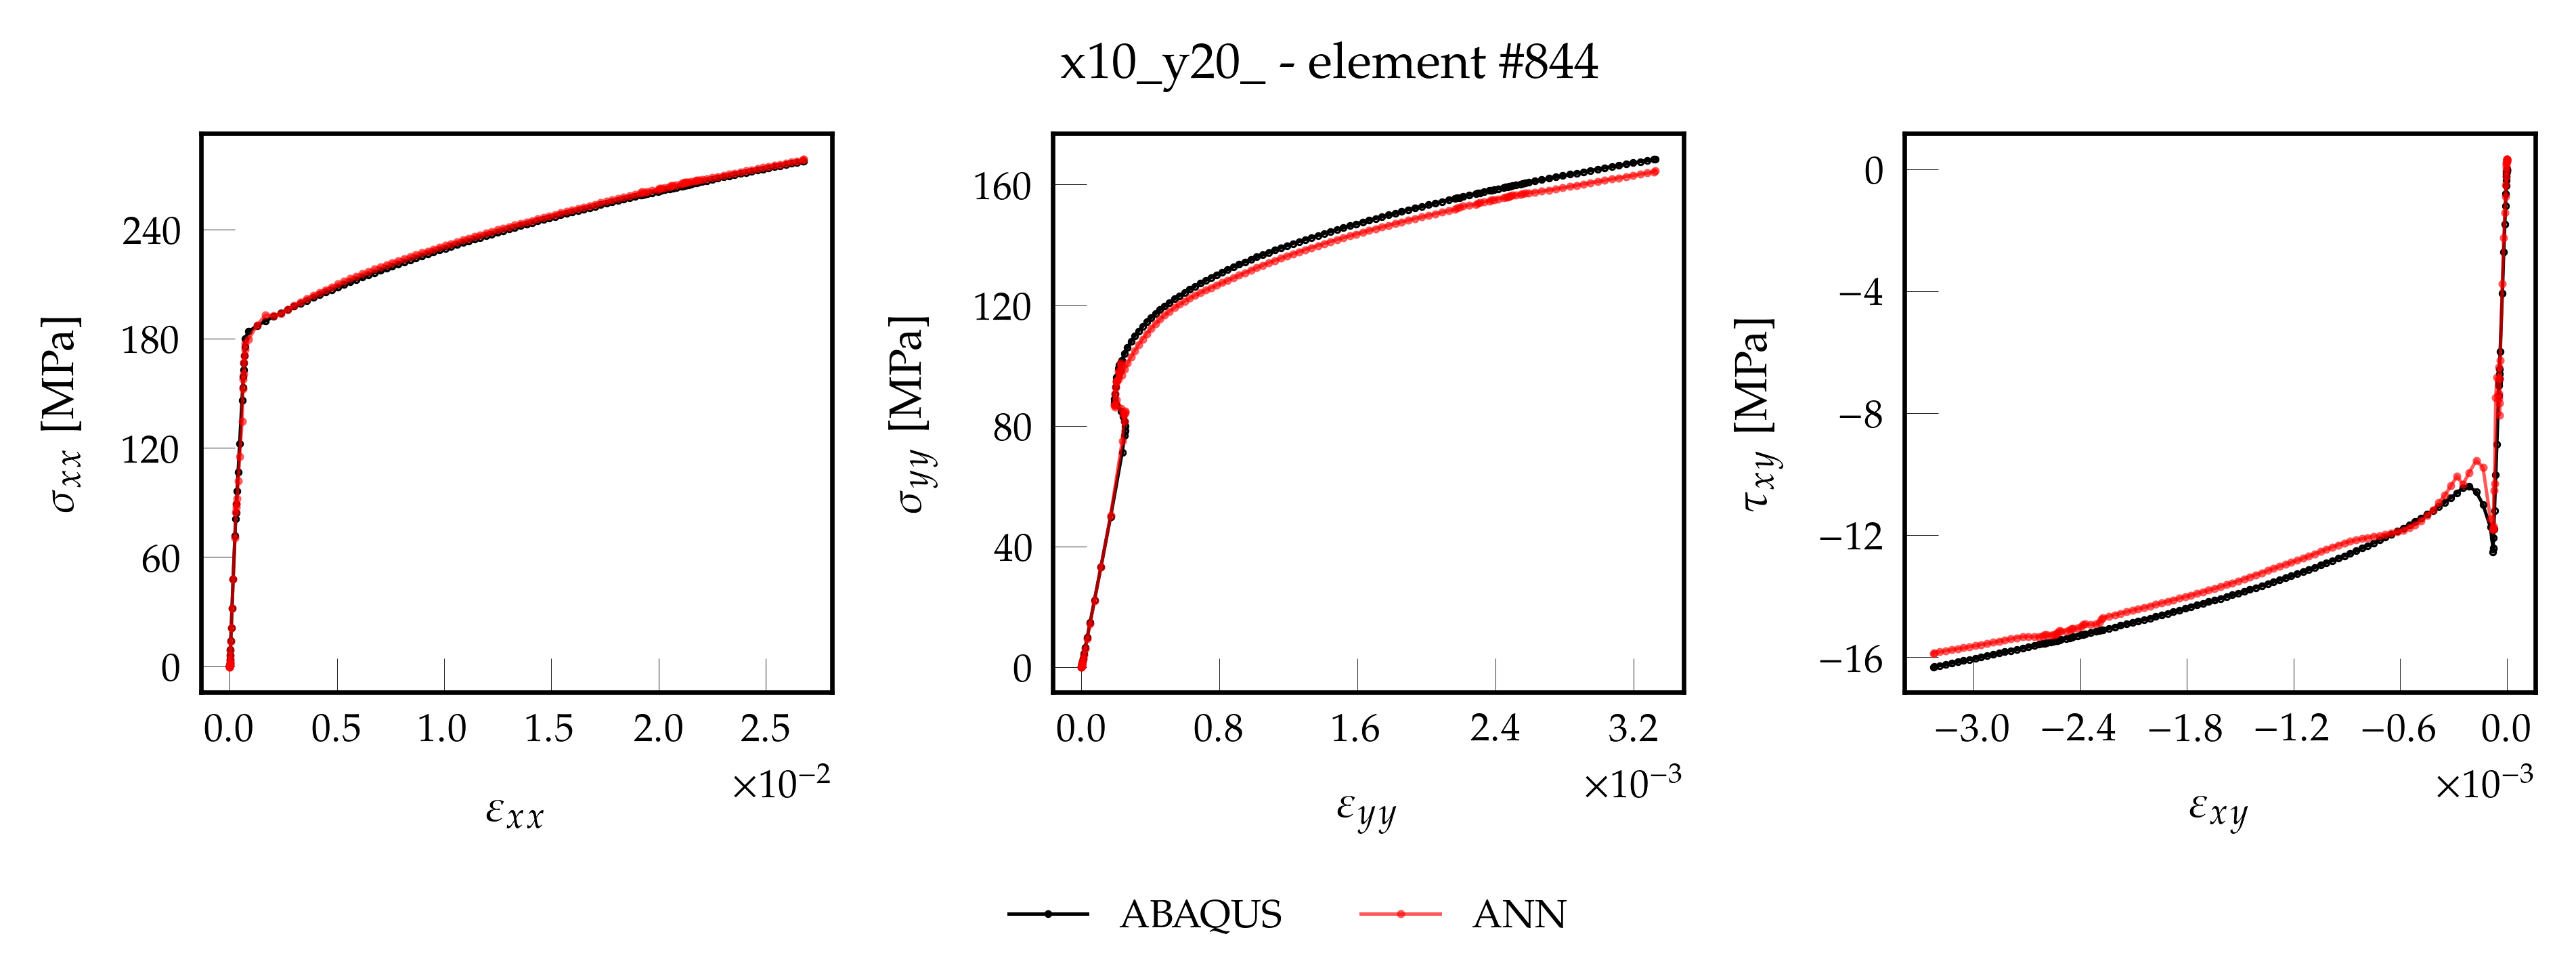 x10_y20_ - element #844
σxx [MPa]
240
180
120
60
0
0.0 0.5 1.0 1.5 2.0 2.5
×10−2
εxx
σyy [MPa]
160
120
80
40
0
0.0 0.8 1.6 2.4 3.2
×10−3
εyy
τxy [MPa]
0
−4
−8
−12
−16
−3.0 −2.4 −1.8 −1.2 −0.6 0.0
×10−3
εxy
ABAQUS ANN